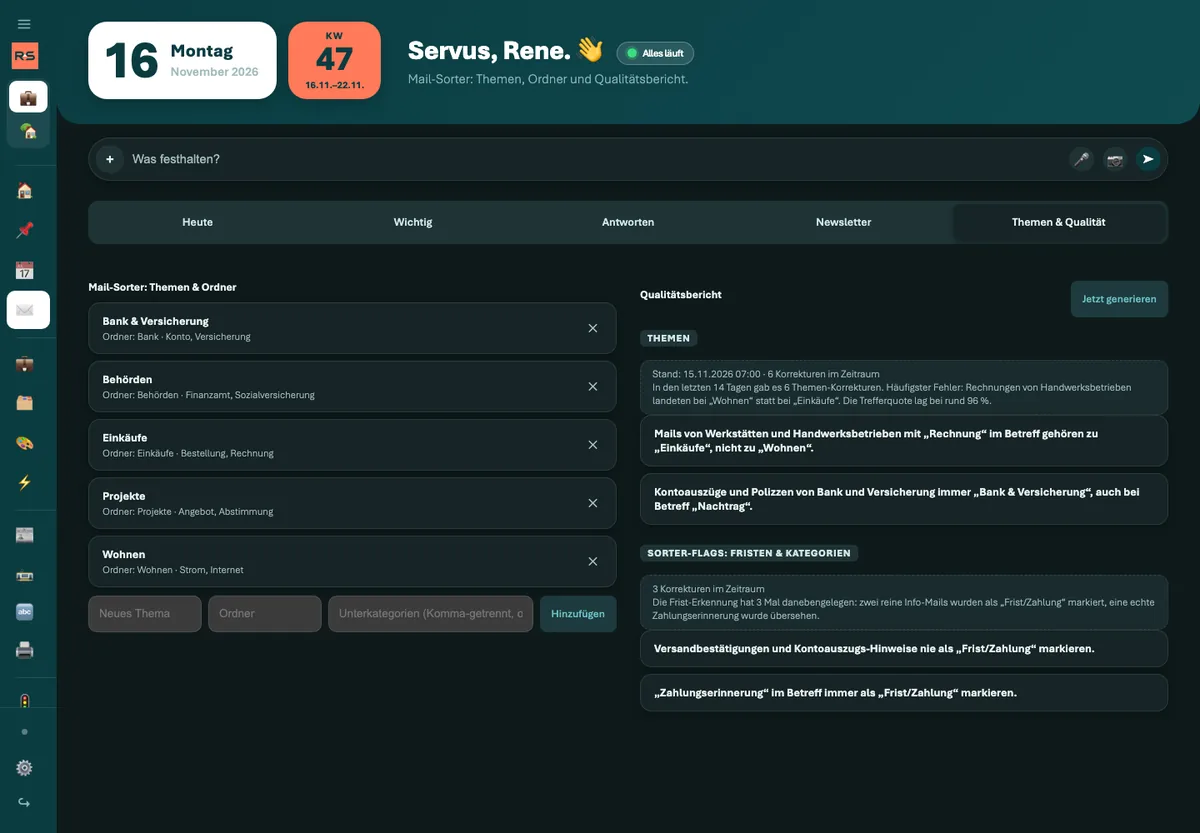 RS
16
Montag
November 2026
KW
47
16.11.–22.11.
Servus, Rene. 👋
Alles läuft
Mail-Sorter: Themen, Ordner und Qualitätsbericht.
+
Was festhalten?
Heute
Wichtig
Antworten
Newsletter
Themen & Qualität
17
abc
Mail-Sorter: Themen & Ordner
Bank & Versicherung
Ordner: Bank · Konto, Versicherung
Behörden
Ordner: Behörden · Finanzamt, Sozialversicherung
Einkäufe
Ordner: Einkäufe · Bestellung, Rechnung
Projekte
Ordner: Projekte · Angebot, Abstimmung
Wohnen
Ordner: Wohnen · Strom, Internet
Neues Thema
Ordner
Unterkategorien (Komma-getrennt, o
Hinzufügen
Qualitätsbericht
Jetzt generieren
THEMEN
Stand: 15.11.2026 07:00 · 6 Korrekturen im Zeitraum
In den letzten 14 Tagen gab es 6 Themen-Korrekturen. Häufigster Fehler: Rechnungen von Handwerksbetrieben
landeten bei „Wohnen“ statt bei „Einkäufe“. Die Trefferquote lag bei rund 96 %.
Mails von Werkstätten und Handwerksbetrieben mit „Rechnung“ im Betreff gehören zu
„Einkäufe“, nicht zu „Wohnen“.
Kontoauszüge und Polizzen von Bank und Versicherung immer „Bank & Versicherung“, auch bei
Betreff „Nachtrag“.
SORTER-FLAGS: FRISTEN & KATEGORIEN
3 Korrekturen im Zeitraum
Die Frist-Erkennung hat 3 Mal danebengelegen: zwei reine Info-Mails wurden als „Frist/Zahlung“ markiert, eine echte
Zahlungserinnerung wurde übersehen.
Versandbestätigungen und Kontoauszugs-Hinweise nie als „Frist/Zahlung“ markieren.
„Zahlungserinnerung“ im Betreff immer als „Frist/Zahlung“ markieren.